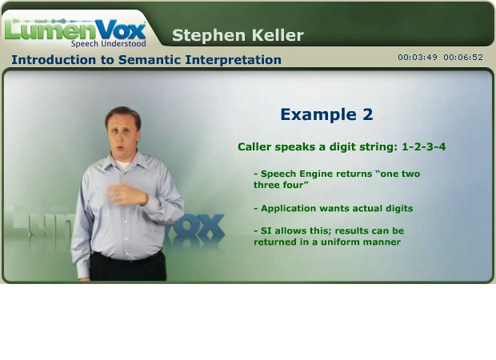 LumenVox
Speech Understood
Stephen Keller
Introduction to Semantic Interpretation
00:03:49 00:06:52
Example 2
Caller speaks a digit string: 1-2-3-4
- Speech Engine returns “one two
three four”
- Application wants actual digits
- SI allows this; results can be
returned in a uniform manner
LumenVox